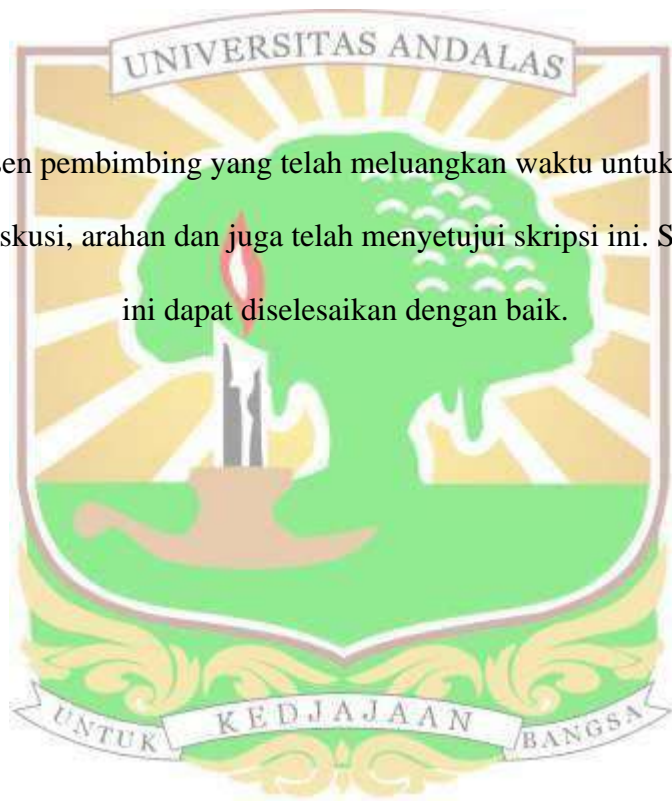 UNIVERSITAS ANDALAS
sen pembimbing yang telah meluangkan waktu untuk
skusi, arahan dan juga telah menyetujui skripsi ini. S
ini dapat diselesaikan dengan baik.
UNTUK KEDJAJAAN BANGSA